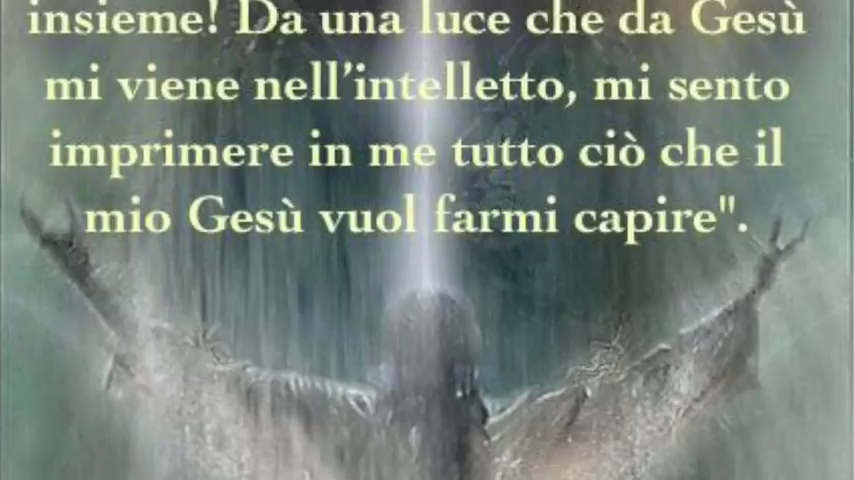 insieme! Da una luce che da Gesù
mi viene nell'intelletto, mi sento
imprimere in me tutto ciò che il
mio Gesù vuol farmi capire".